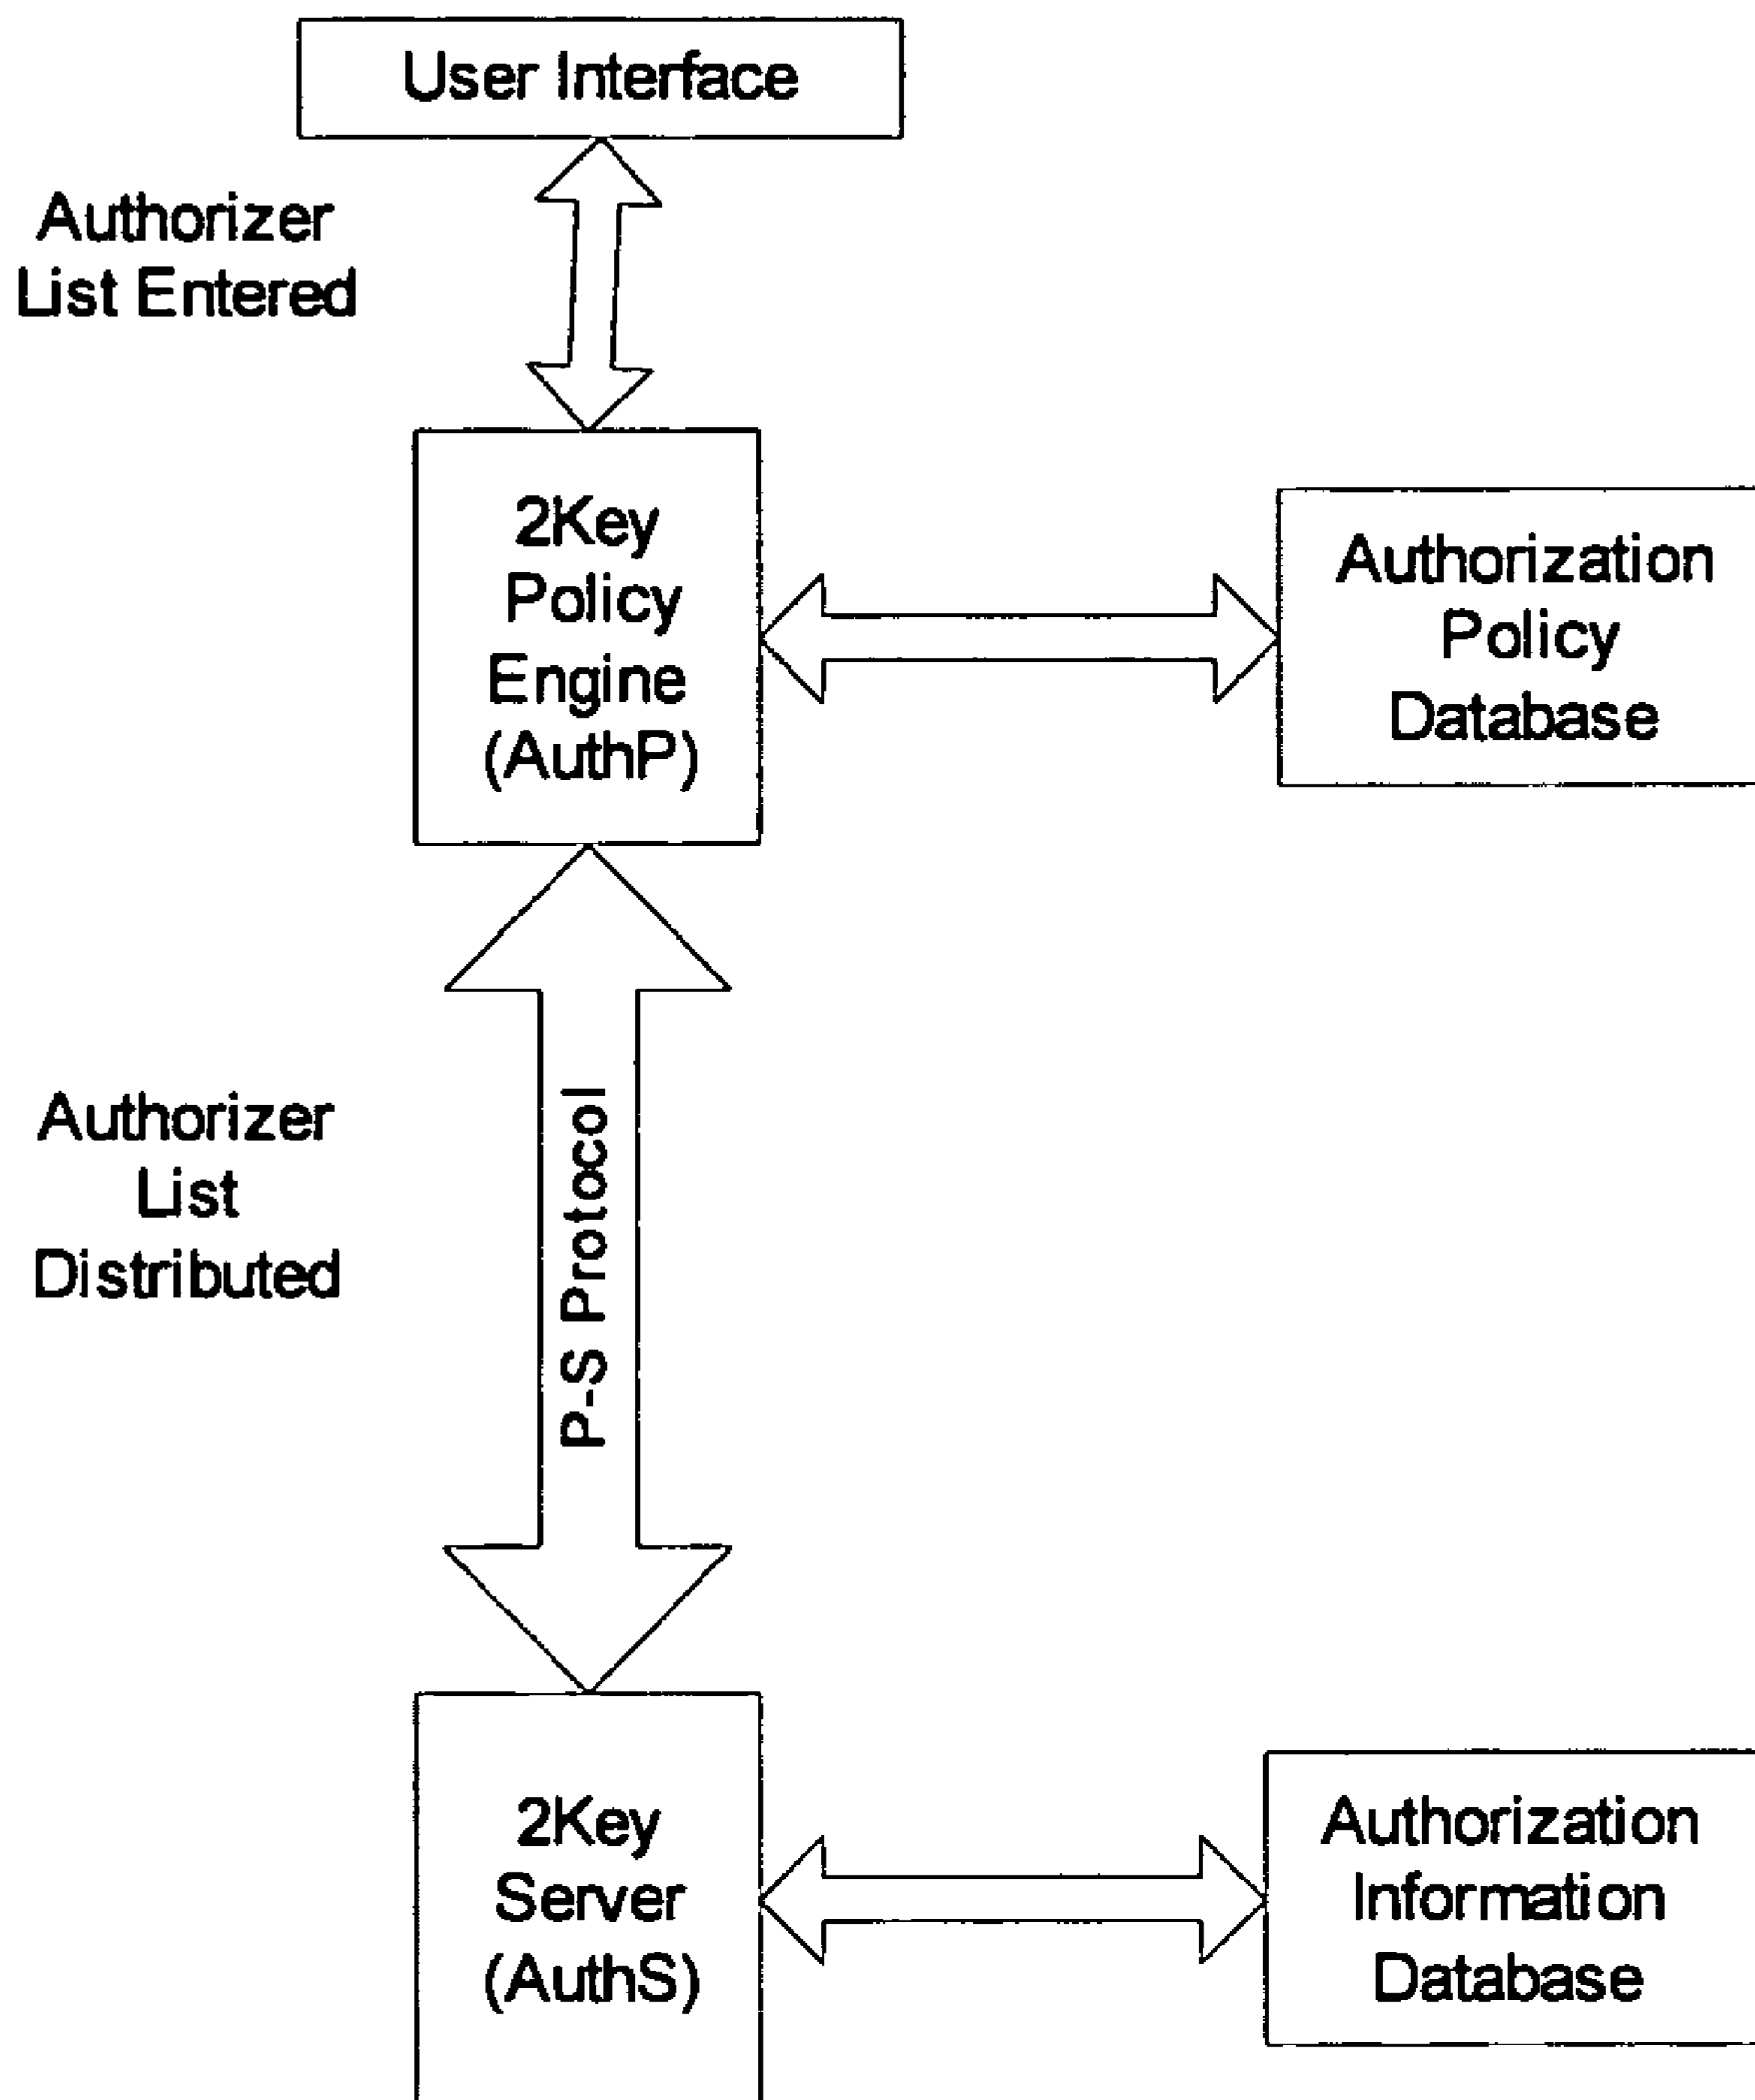 User Interface
Authorizer
List Entered
2Key
Policy
Engine
(AuthP)
Authorization
Policy
Database
Authorizer
List
Distributed
P-S Protocol
2Key
Server
(AuthS)
Authorization
Information
Database